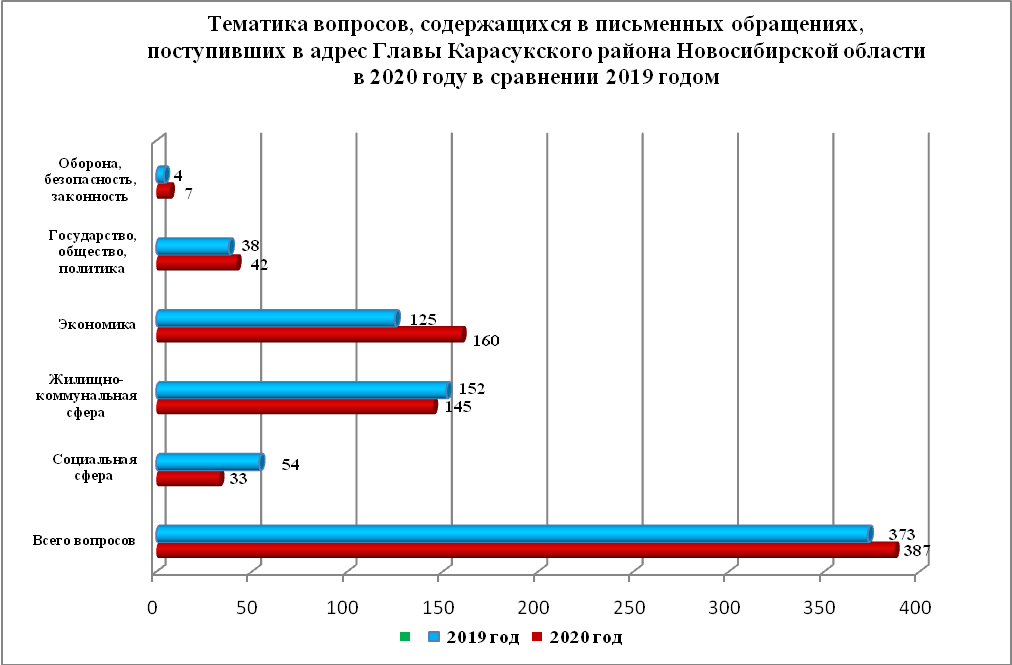 Тематика вопросов, содержащихся в письменных обращениях,
поступивших в адрес Главы Карасукского района Новосибирской области
в 2020 году в сравнении 2019 годом
Оборона,
безопасность,
законность
4
7
Государство,
общество,
политика
38
42
Экономика
125
160
Жилищно-
коммунальная
сфера
152
145
Социальная
сфера
54
33
Всего вопросов
373
387
0 50 100 150 200 250 300 350 400
2019 год 2020 год